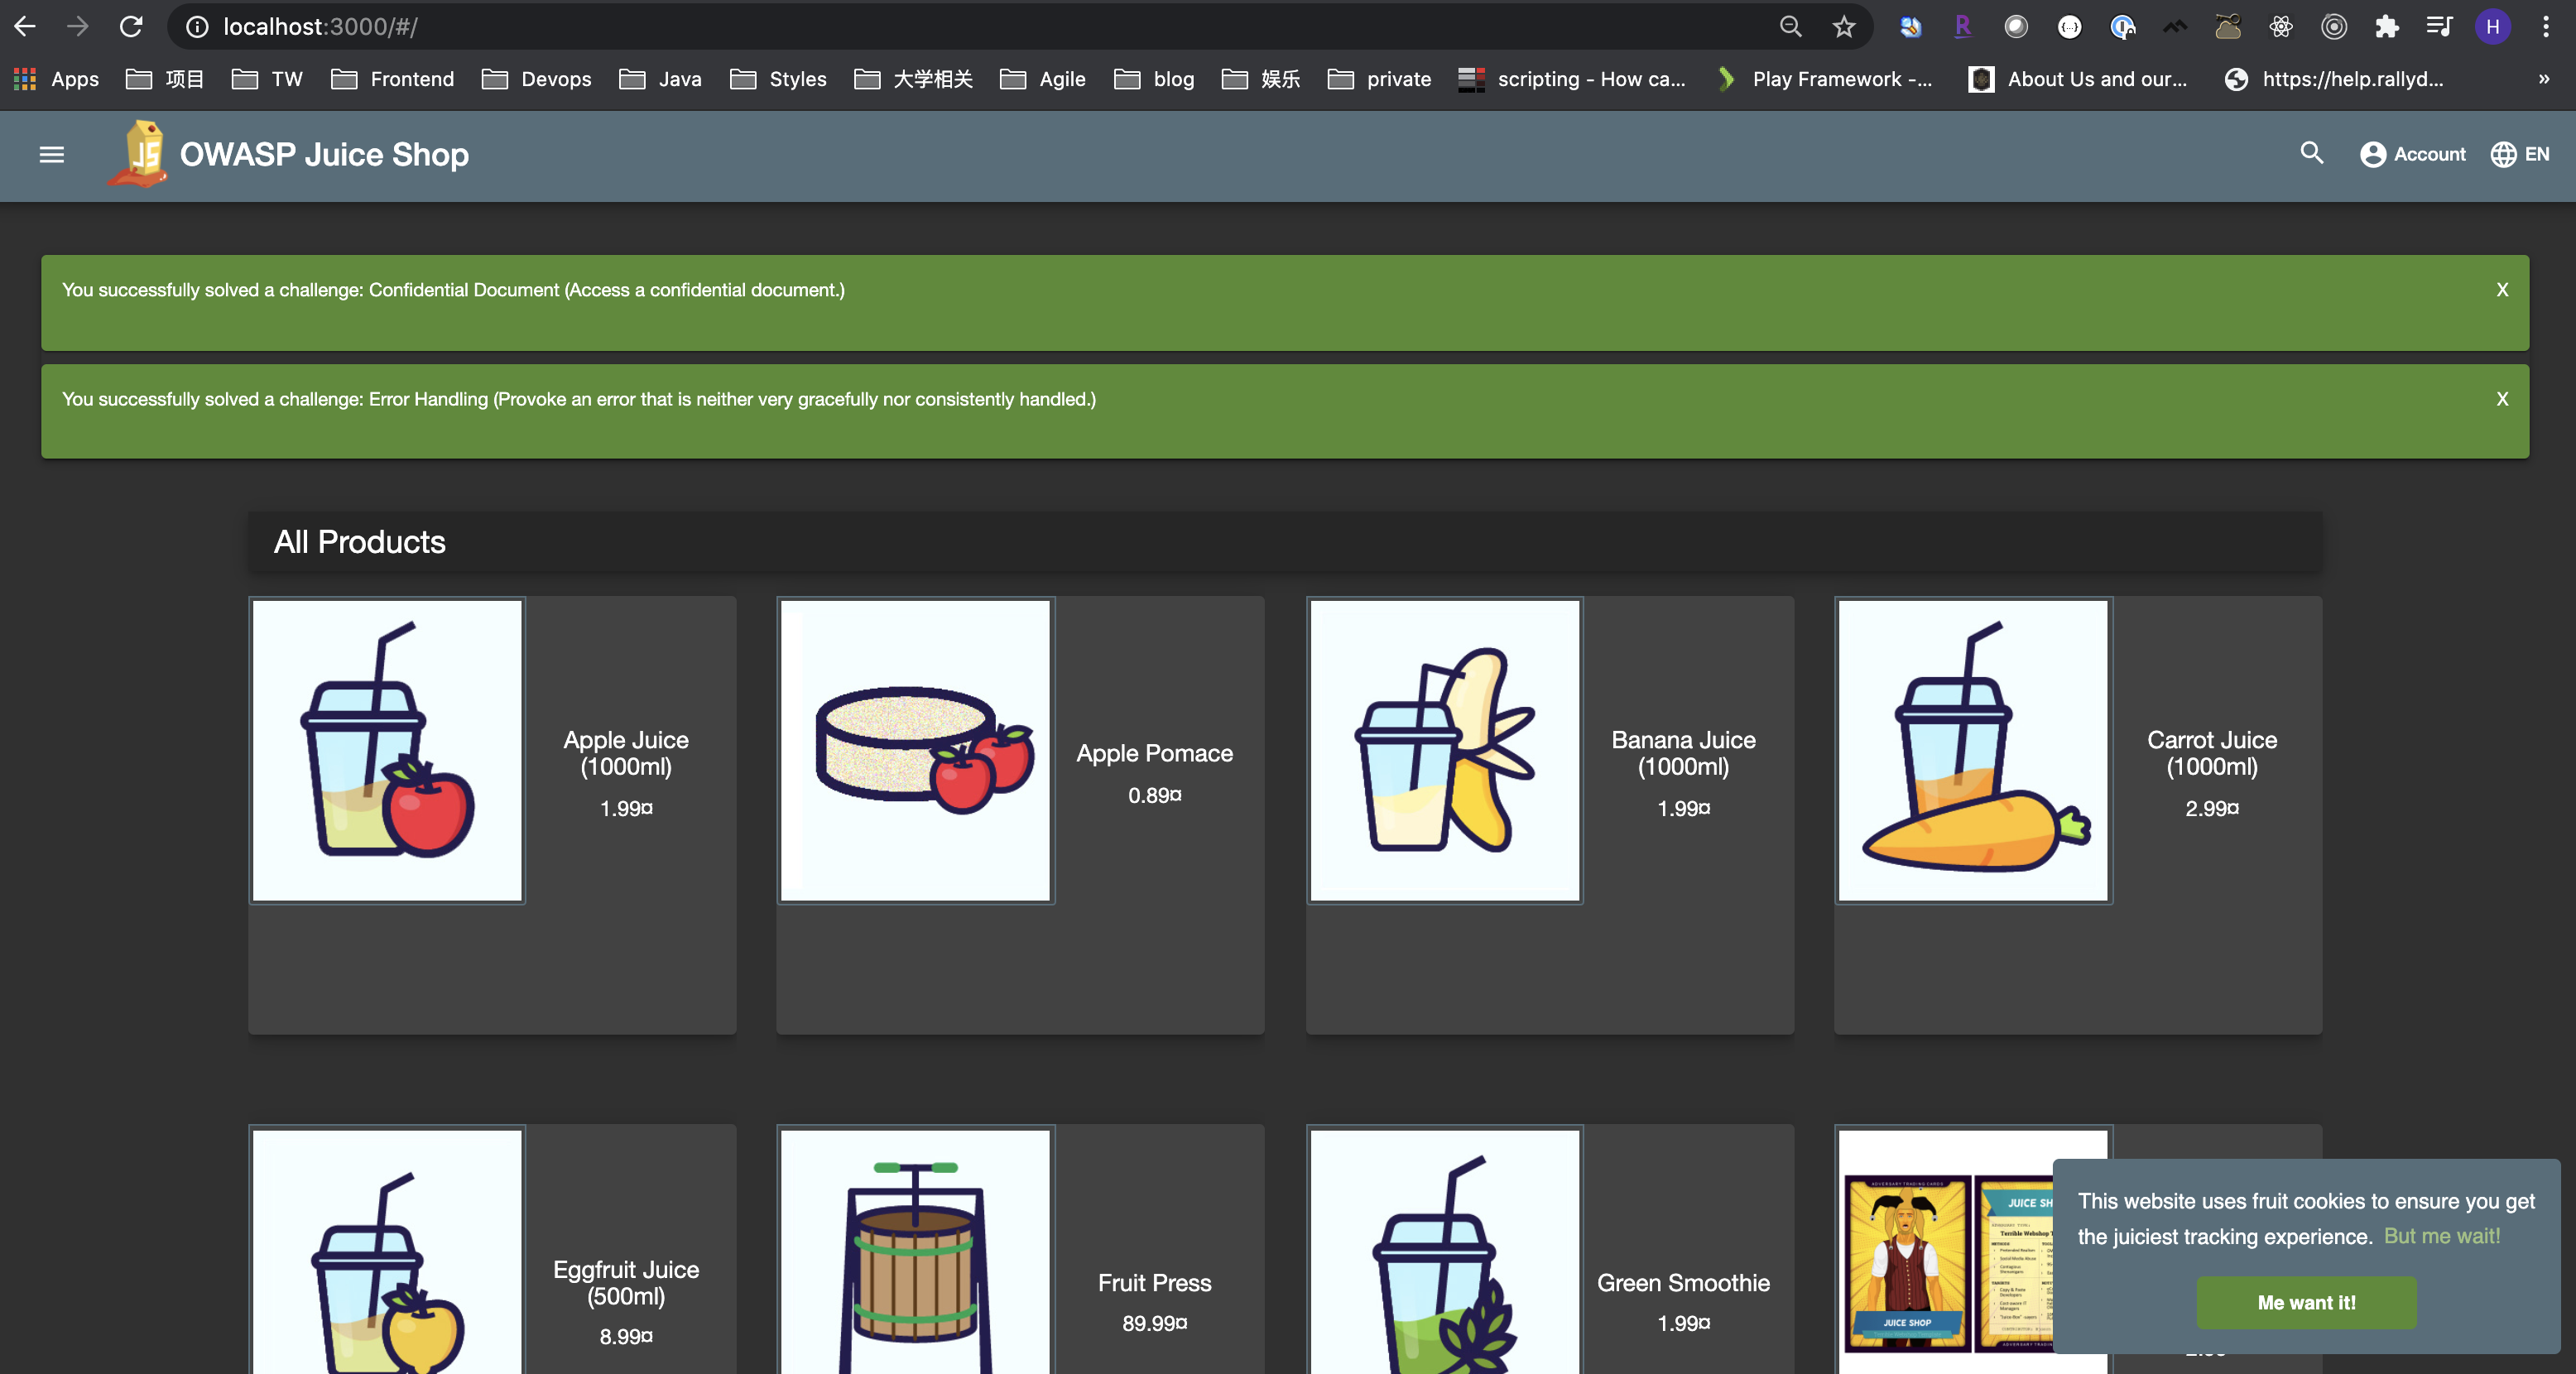 localhost:3000/#/
Apps 项目 TW Frontend Devops Java Styles 大学相关 Agile blog 娱乐 private scripting - How ca... Play Framework -... About Us and our... https://help.rallyd... »
OWASP Juice Shop
Account EN
You successfully solved a challenge: Confidential Document (Access a confidential document.) X
You successfully solved a challenge: Error Handling (Provoke an error that is neither very gracefully nor consistently handled.) X
All Products
Apple Juice
(1000ml)
1.99¤
Apple Pomace
0.89¤
Banana Juice
(1000ml)
1.99¤
Carrot Juice
(1000ml)
2.99¤
Eggfruit Juice
(500ml)
8.99¤
Fruit Press
89.99¤
Green Smoothie
1.99¤
JUICE SHOP
This website uses fruit cookies to ensure you get
the juiciest tracking experience. But me wait!
Me want it!